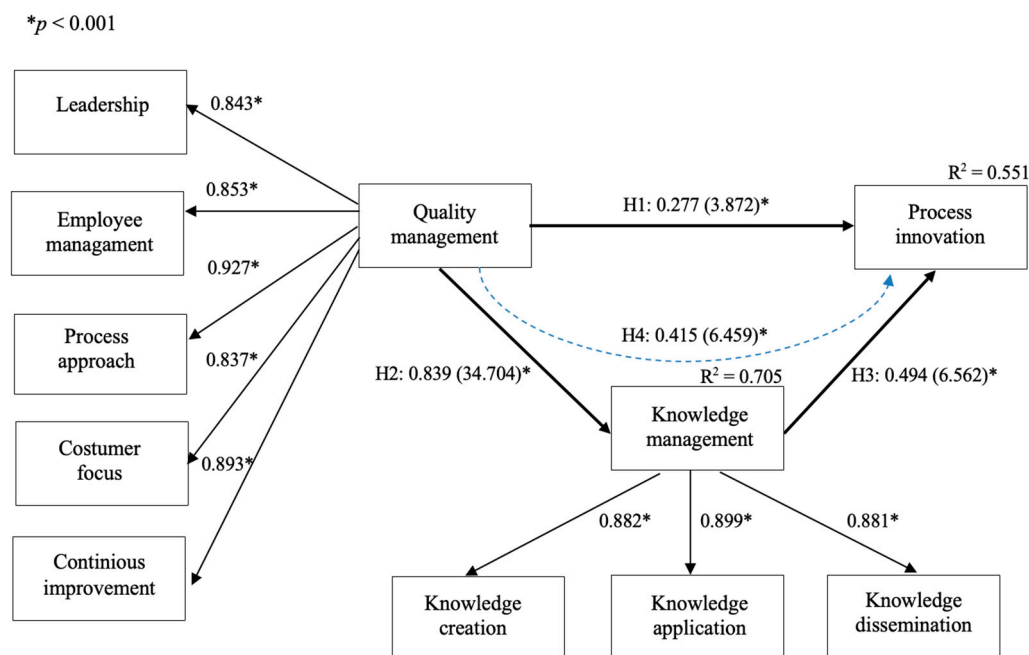 *p < 0.001
Leadership
0.843*
Employee
managament
0.853*
Process
approach
0.927*
Costumer
focus
0.837*
Continious
improvement
0.893*
Quality
management
H1: 0.277 (3.872)*
R² = 0.551
Process
innovation
H4: 0.415 (6.459)*
H2: 0.839 (34.704)*
R² = 0.705
H3: 0.494 (6.562)*
Knowledge
management
0.882*
0.899*
0.881*
Knowledge
creation
Knowledge
application
Knowledge
dissemination